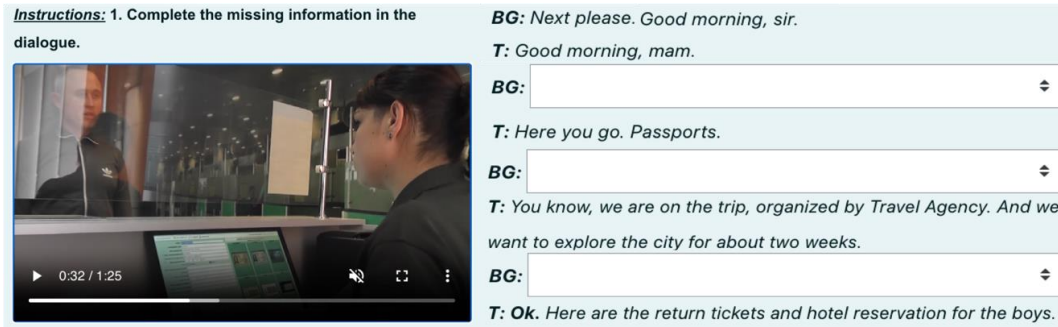 Instructions: 1. Complete the missing information in the
dialogue.
0:32 / 1:25
BG: Next please. Good morning, sir.
T: Good morning, mam.
BG:
T: Here you go. Passports.
BG:
T: You know, we are on the trip, organized by Travel Agency. And we
want to explore the city for about two weeks.
BG:
T: Ok. Here are the return tickets and hotel reservation for the boys.